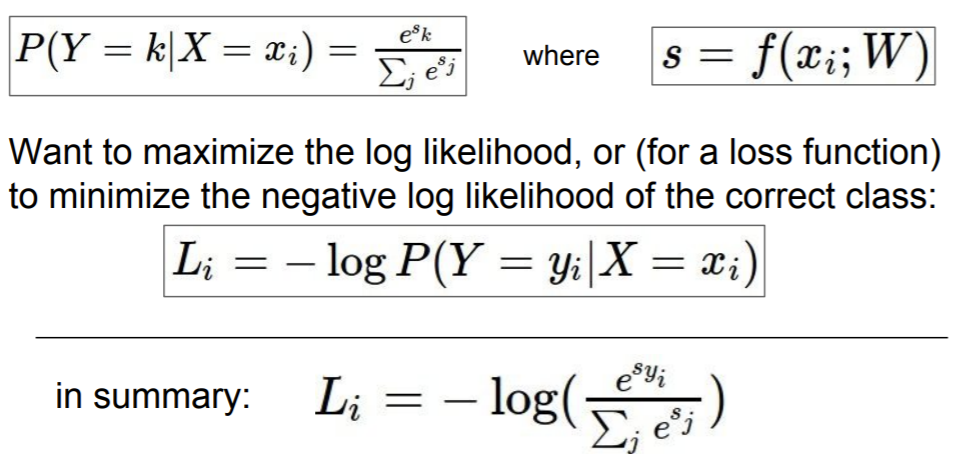 P(Y = k|X = x_i) = \frac{e^{s_k}}{\sum_j e^{s_j}} where s = f(x_i; W)
Want to maximize the log likelihood, or (for a loss function)
to minimize the negative log likelihood of the correct class:
L_i = − log P(Y = y_i|X = x_i)
in summary: L_i = − log(\frac{e^{s_{y_i}}}{\sum_j e^{s_j}})